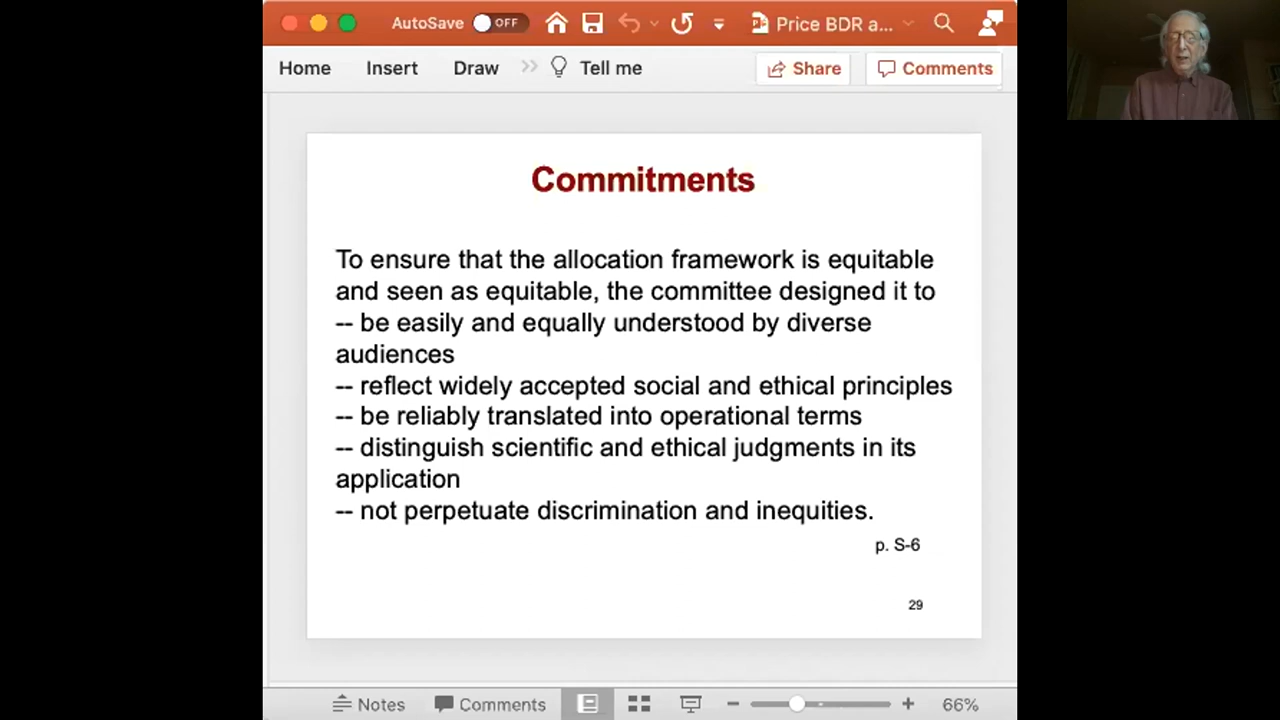 AutoSave OFF Price BDR a...
Home Insert Draw Tell me Share Comments
Commitments
To ensure that the allocation framework is equitable
and seen as equitable, the committee designed it to
-- be easily and equally understood by diverse
audiences
-- reflect widely accepted social and ethical principles
-- be reliably translated into operational terms
-- distinguish scientific and ethical judgments in its
application
-- not perpetuate discrimination and inequities.
p. S-6
29
Notes Comments 66%